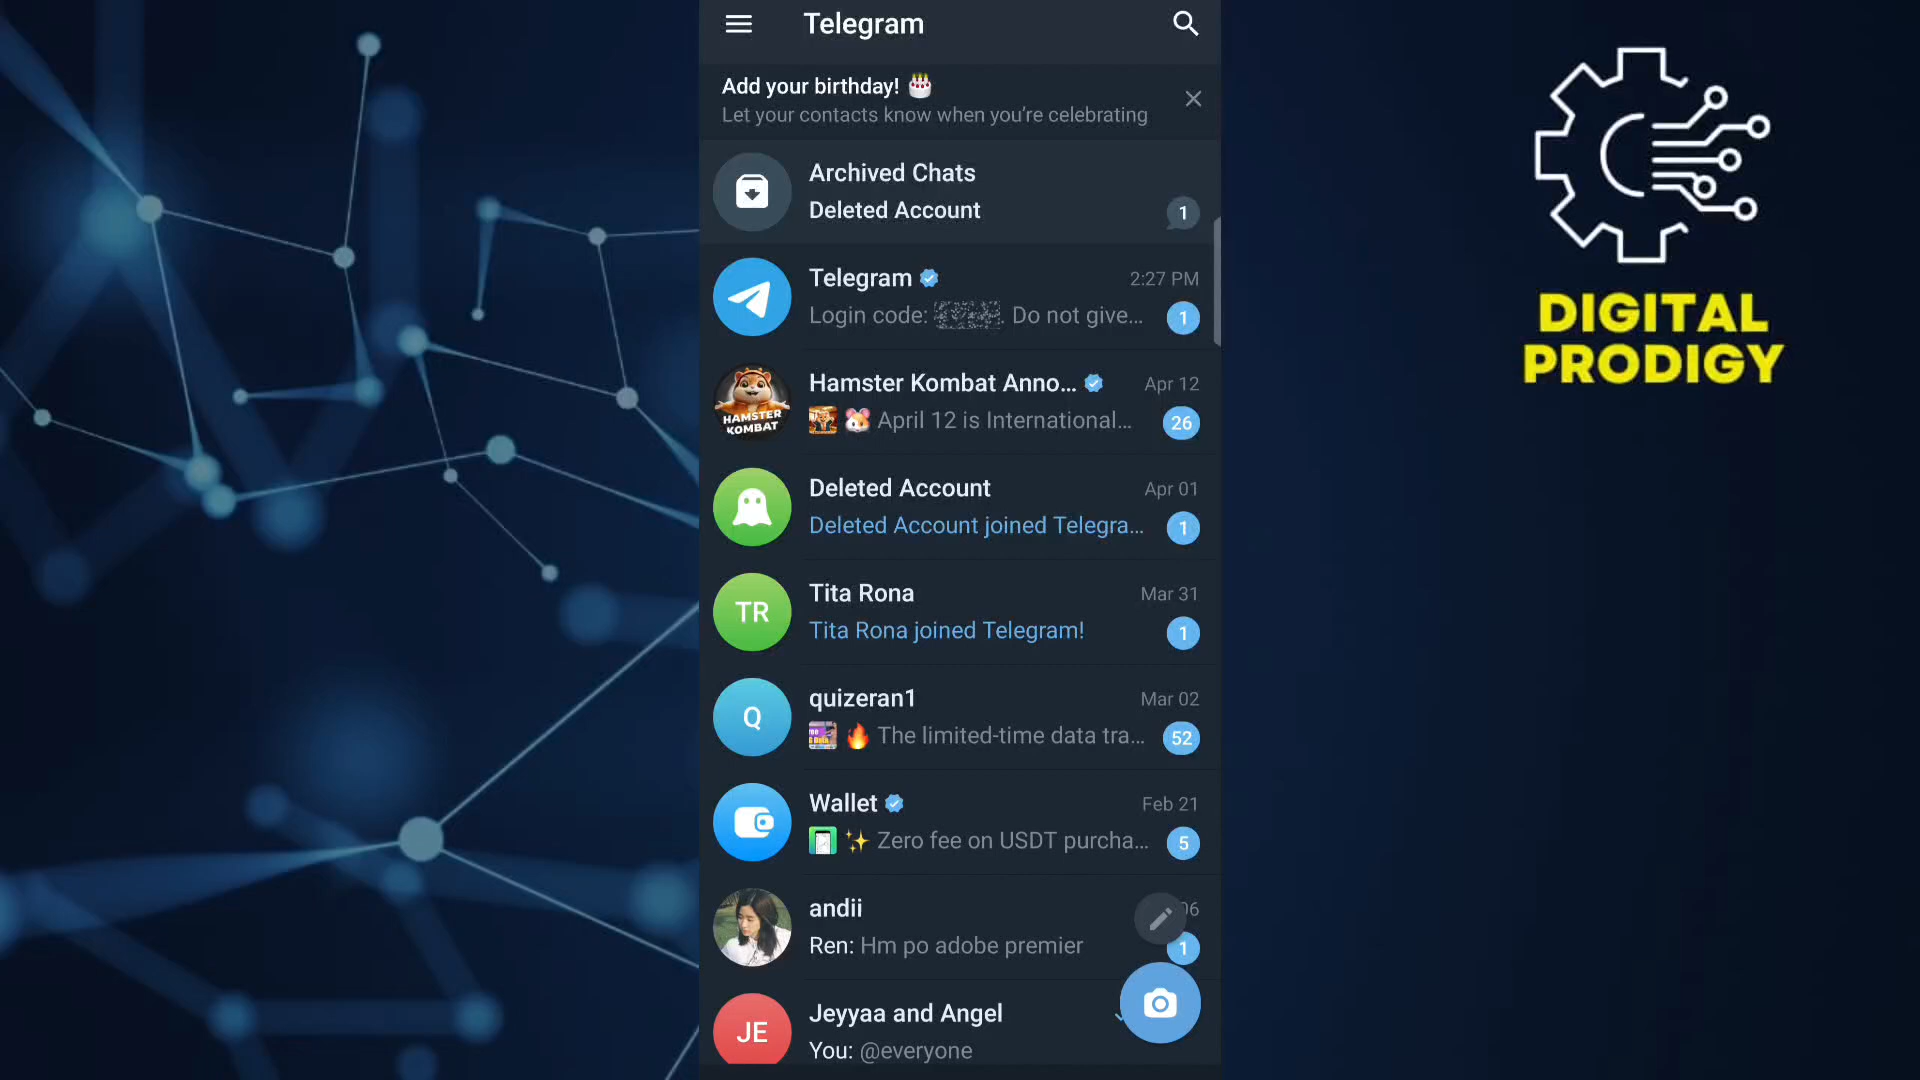 Telegram
Add your birthday! 🎂
Let your contacts know when you're celebrating
Archived Chats
Deleted Account
1
Telegram
2:27 PM
Login code: . Do not give...
1
HAMSTER
KOMBAT
Hamster Kombat Anno...
Apr 12
🐹 April 12 is International...
26
Deleted Account
Apr 01
Deleted Account joined Telegra...
1
TR
Tita Rona
Mar 31
Tita Rona joined Telegram!
1
Q
quizeran1
Mar 02
🔥 The limited-time data tra...
52
Wallet
Feb 21
✨ Zero fee on USDT purcha...
5
andii
06
Ren: Hm po adobe premier
1
JE
Jeyyaa and Angel
You: @everyone
DIGITAL
PRODIGY